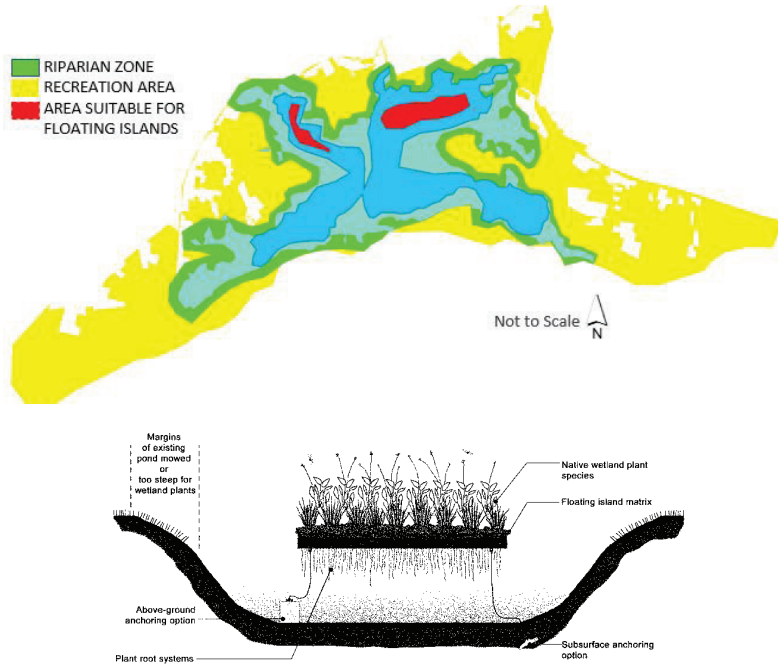 RIPARIAN ZONE
RECREATION AREA
AREA SUITABLE FOR
FLOATING ISLANDS
Not to Scale
N
Margins
of existing
pond mowed
or
too steep for
wetland plants
Native wetland plant
species
Floating island matrix
Above-ground
anchoring option
Plant root systems
Subsurface anchoring
option